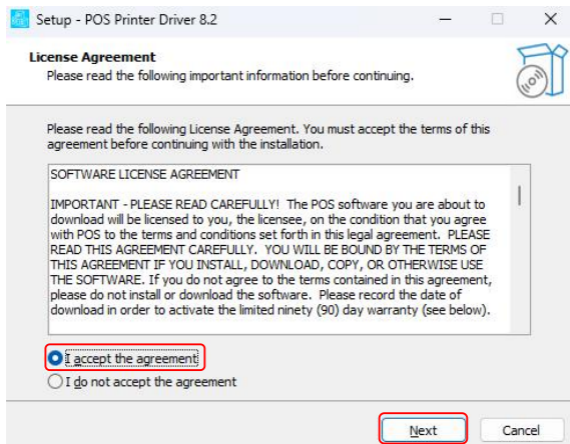 Setup - POS Printer Driver 8.2
License Agreement
Please read the following important information before continuing.
Please read the following License Agreement. You must accept the terms of this
agreement before continuing with the installation.
SOFTWARE LICENSE AGREEMENT
IMPORTANT - PLEASE READ CAREFULLY! The POS software you are about to
download will be licensed to you, the licensee, on the condition that you agree
with POS to the terms and conditions set forth in this legal agreement. PLEASE
READ THIS AGREEMENT CAREFULLY. YOU WILL BE BOUND BY THE TERMS OF
THIS AGREEMENT IF YOU INSTALL, DOWNLOAD, COPY, OR OTHERWISE USE
THE SOFTWARE. If you do not agree to the terms contained in this agreement,
please do not install or download the software. Please record the date of
download in order to activate the limited ninety (90) day warranty (see below).
I accept the agreement
I do not accept the agreement
Next
Cancel